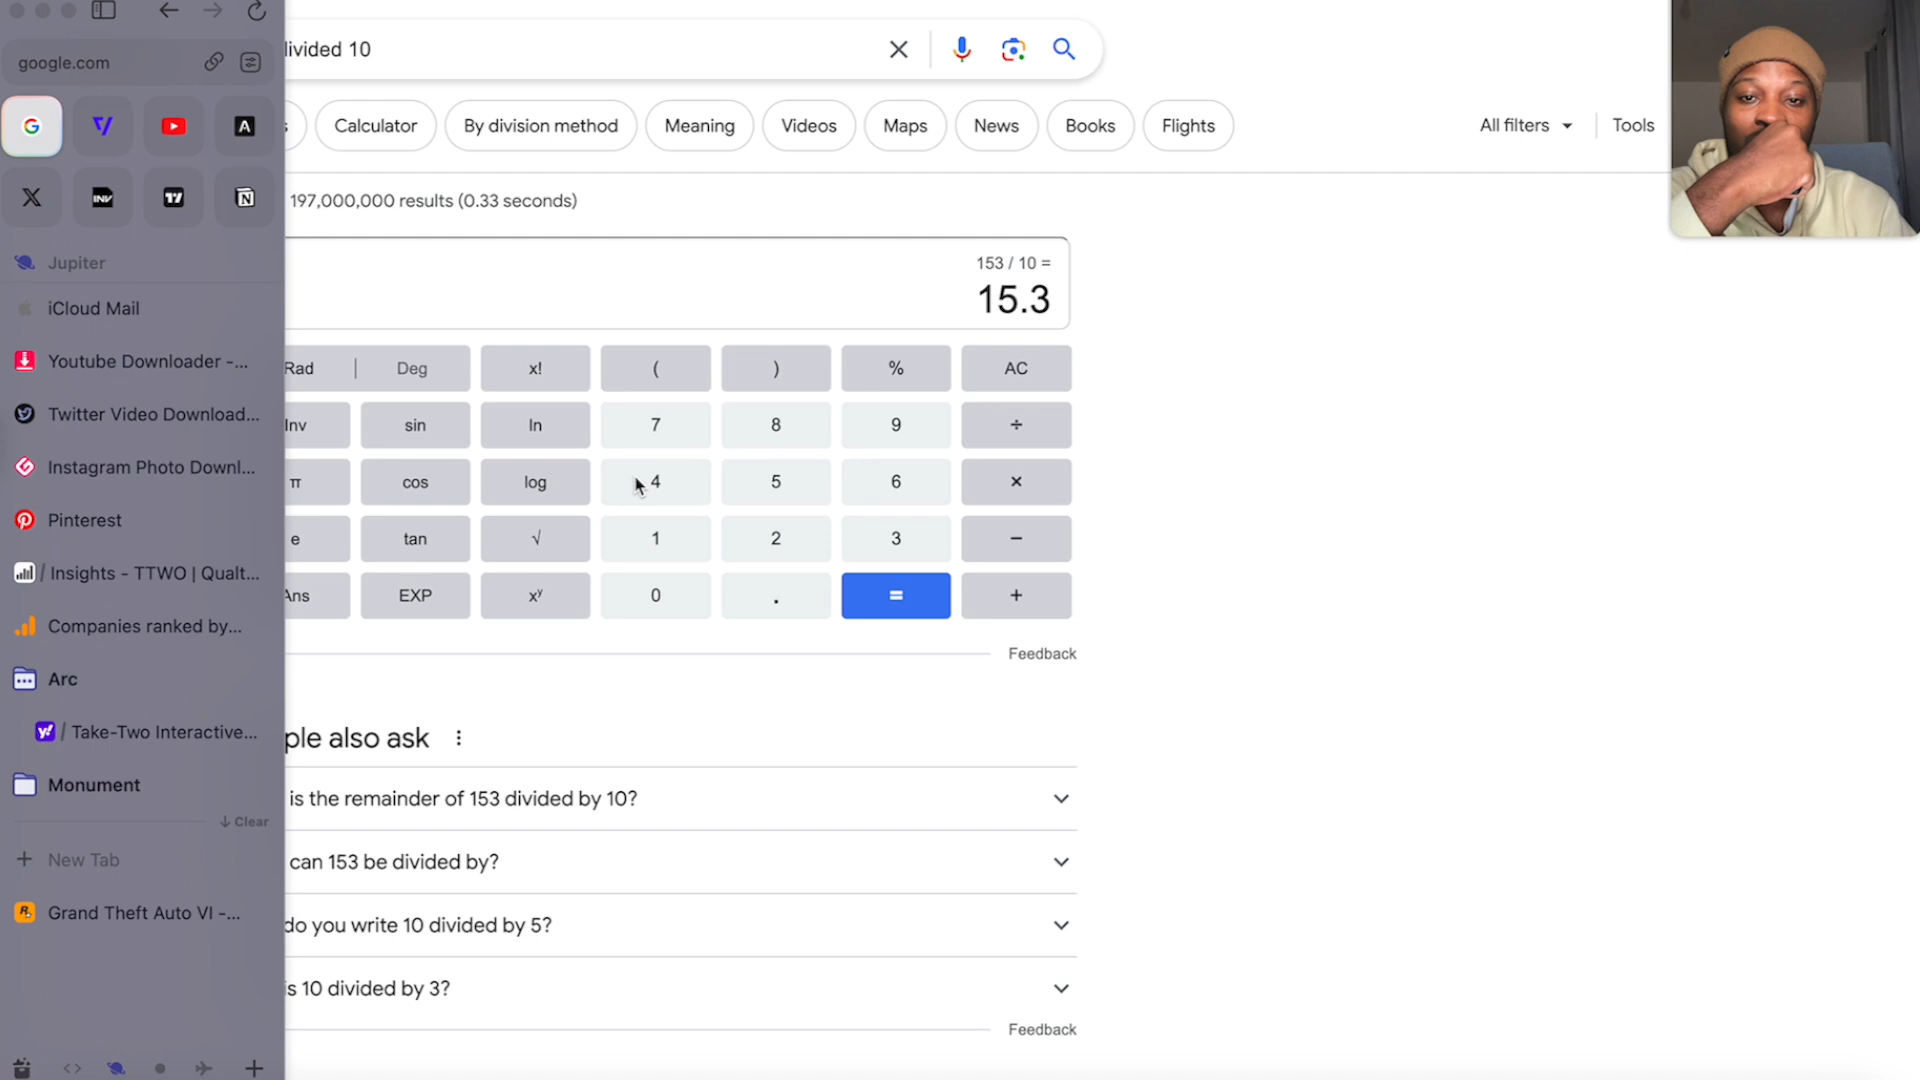 google.com
ivided 10
Calculator
By division method
Meaning
Videos
Maps
News
Books
Flights
All filters
Tools
197,000,000 results (0.33 seconds)
153 / 10 =
15.3
Rad | Deg x! ( ) % AC
Inv sin ln 7 8 9 ÷
π cos log 4 5 6 ×
e tan √ 1 2 3 −
Ans EXP xʸ 0 . = +
Feedback
ple also ask
is the remainder of 153 divided by 10?
can 153 be divided by?
do you write 10 divided by 5?
is 10 divided by 3?
Feedback
G
A
X
INV
N
Jupiter
iCloud Mail
Youtube Downloader -...
Twitter Video Download...
Instagram Photo Downl...
Pinterest
/ Insights - TTWO | Qualt...
Companies ranked by...
Arc
y! / Take-Two Interactive...
Monument
↓ Clear
+ New Tab
Grand Theft Auto VI -...